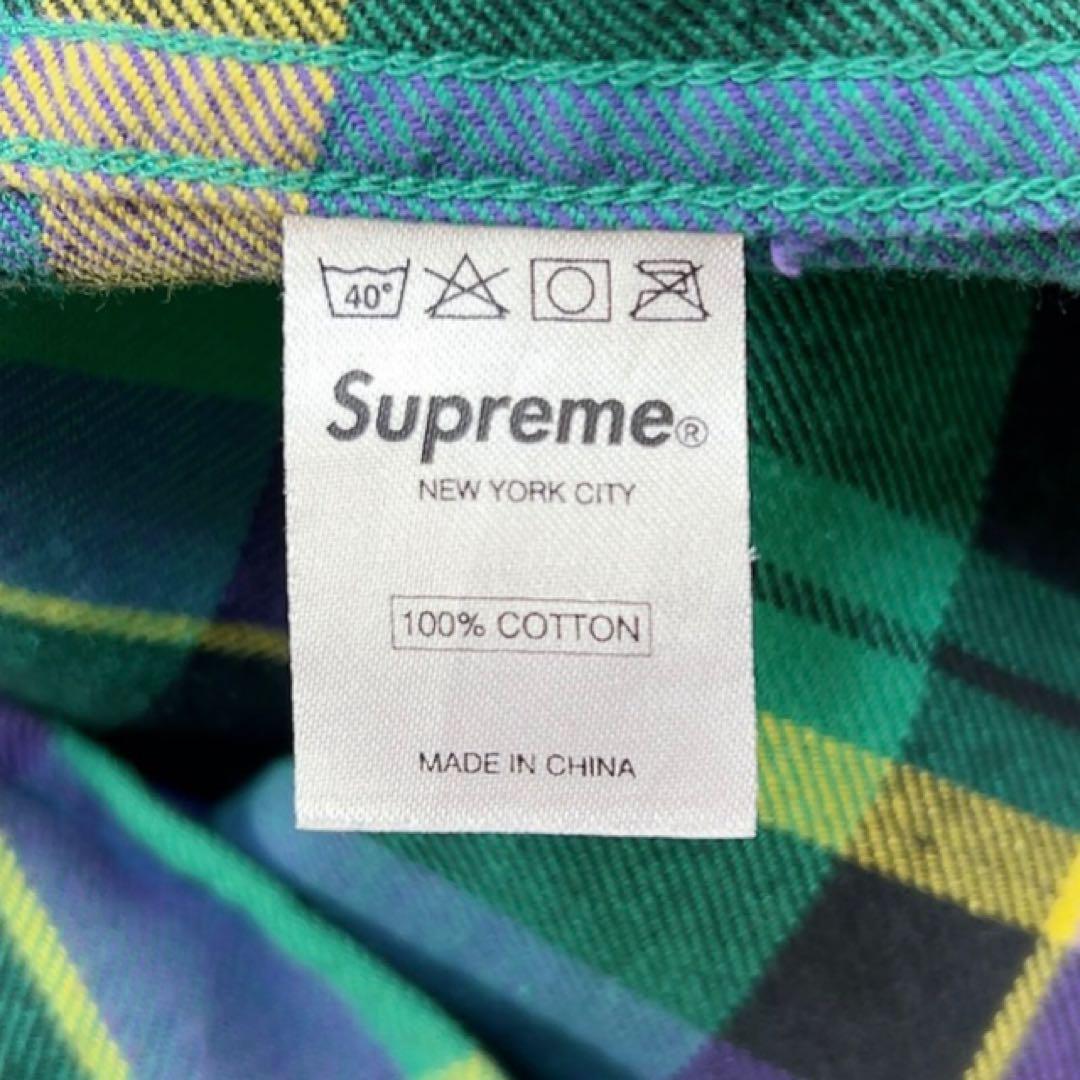 40°
Supreme®
NEW YORK CITY
100% COTTON
MADE IN CHINA